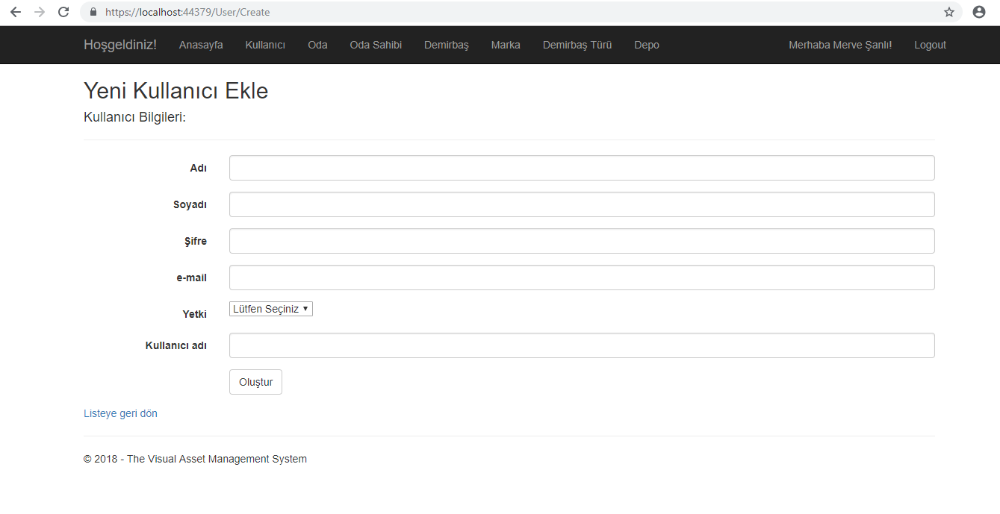 https://localhost:44379/User/Create
Hoşgeldiniz! Anasayfa Kullanıcı Oda Oda Sahibi Demirbaş Marka Demirbaş Türü Depo Merhaba Merve Şanlı! Logout
Yeni Kullanıcı Ekle
Kullanıcı Bilgileri:
Adı
Soyadı
Şifre
e-mail
Yetki Lütfen Seçiniz
Kullanıcı adı
Oluştur
Listeye geri dön
© 2018 - The Visual Asset Management System